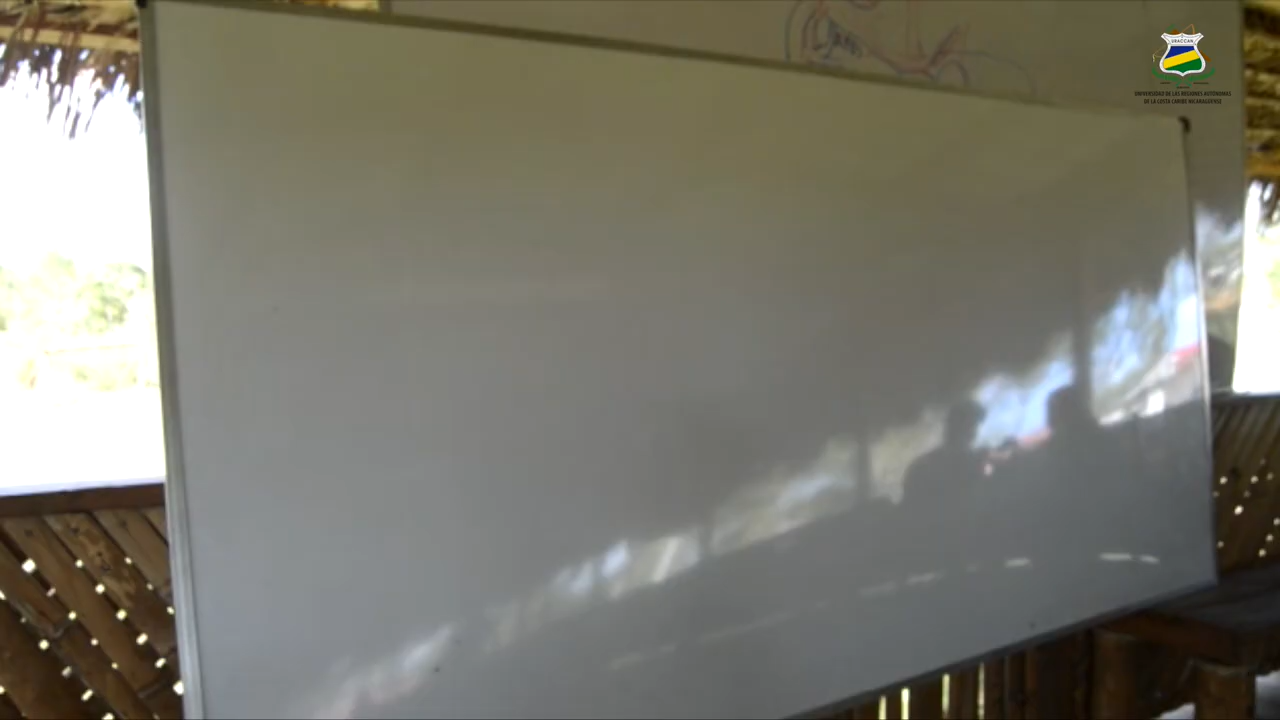 URACCAN
UNIVERSIDAD DE LAS REGIONES AUTÓNOMAS
DE LA COSTA CARIBE NICARAGÜENSE